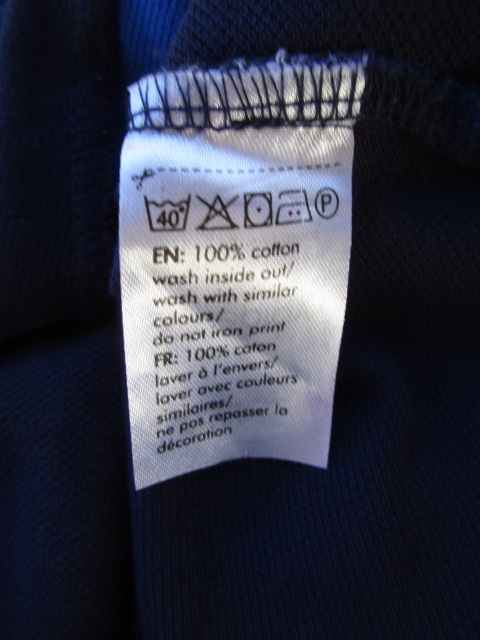 40° P
EN: 100% cotton
wash inside out/
wash with similar
colours/
do not iron print
FR: 100% coton
laver à l'envers/
laver avec couleurs
similaires/
ne pas repasser la
décoration